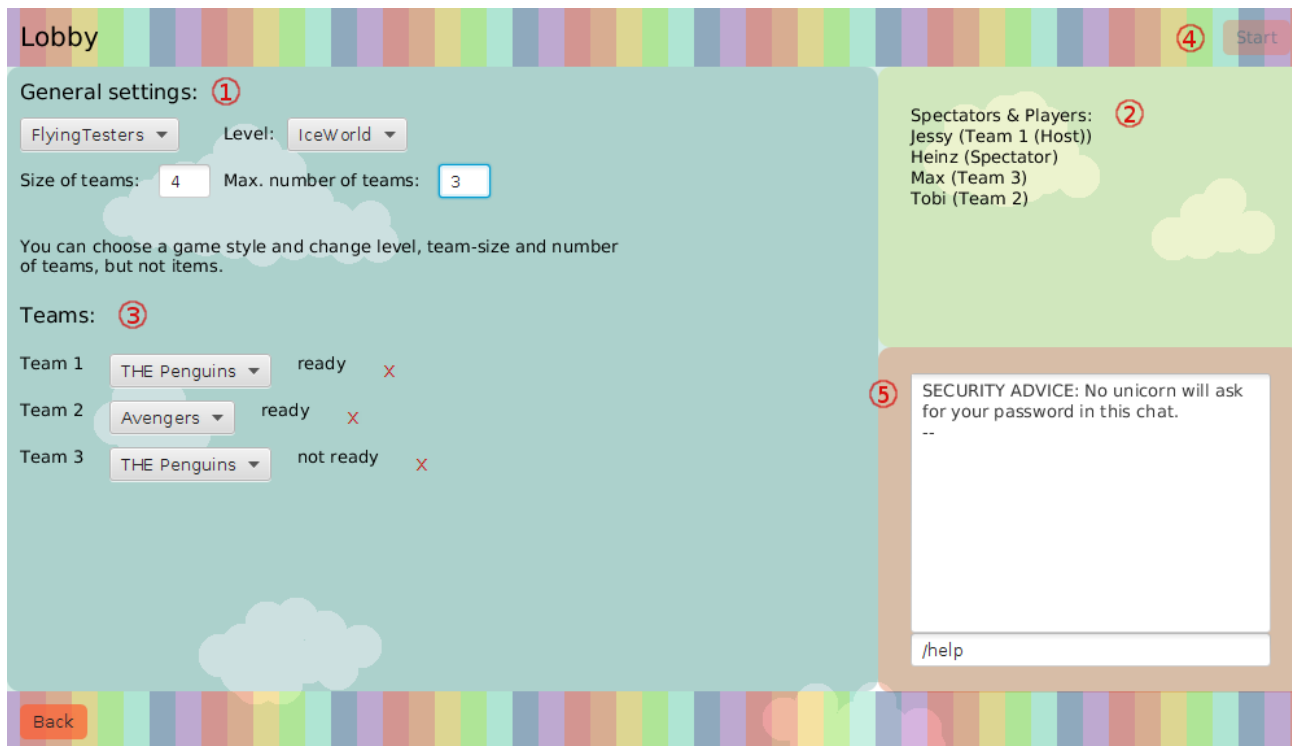 Lobby
④ Start
General settings: ①
FlyingTesters Level: IceWorld
Size of teams: 4 Max. number of teams: 3
You can choose a game style and change level, team-size and number
of teams, but not items.
Teams: ③
Team 1 THE Penguins ready X
Team 2 Avengers ready X
Team 3 THE Penguins not ready X
Spectators & Players: ②
Jessy (Team 1 (Host))
Heinz (Spectator)
Max (Team 3)
Tobi (Team 2)
⑤
SECURITY ADVICE: No unicorn will ask
for your password in this chat.
--
/help
Back